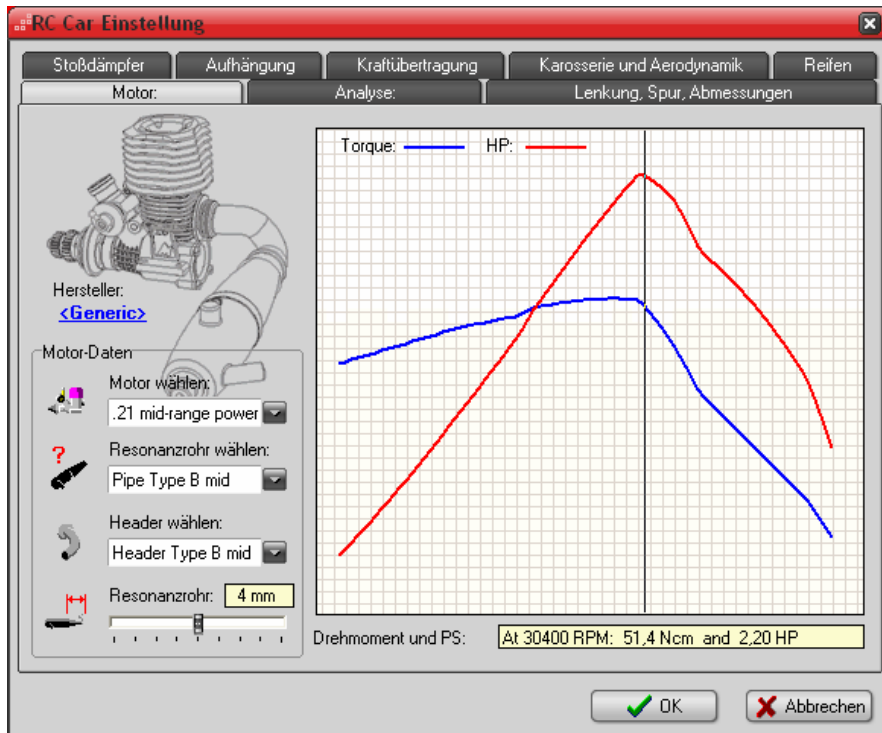 RC Car Einstellung
Stoßdämpfer
Aufhängung
Kraftübertragung
Karosserie und Aerodynamik
Reifen
Motor:
Analyse:
Lenkung, Spur, Abmessungen
Torque:
HP:
Hersteller:
<Generic>
Motor-Daten
Motor wählen:
.21 mid-range power
Resonanzrohr wählen:
Pipe Type B mid
Header wählen:
Header Type B mid
Resonanzrohr: 4 mm
Drehmoment und PS: At 30400 RPM: 51,4 Ncm and 2,20 HP
OK
Abbrechen